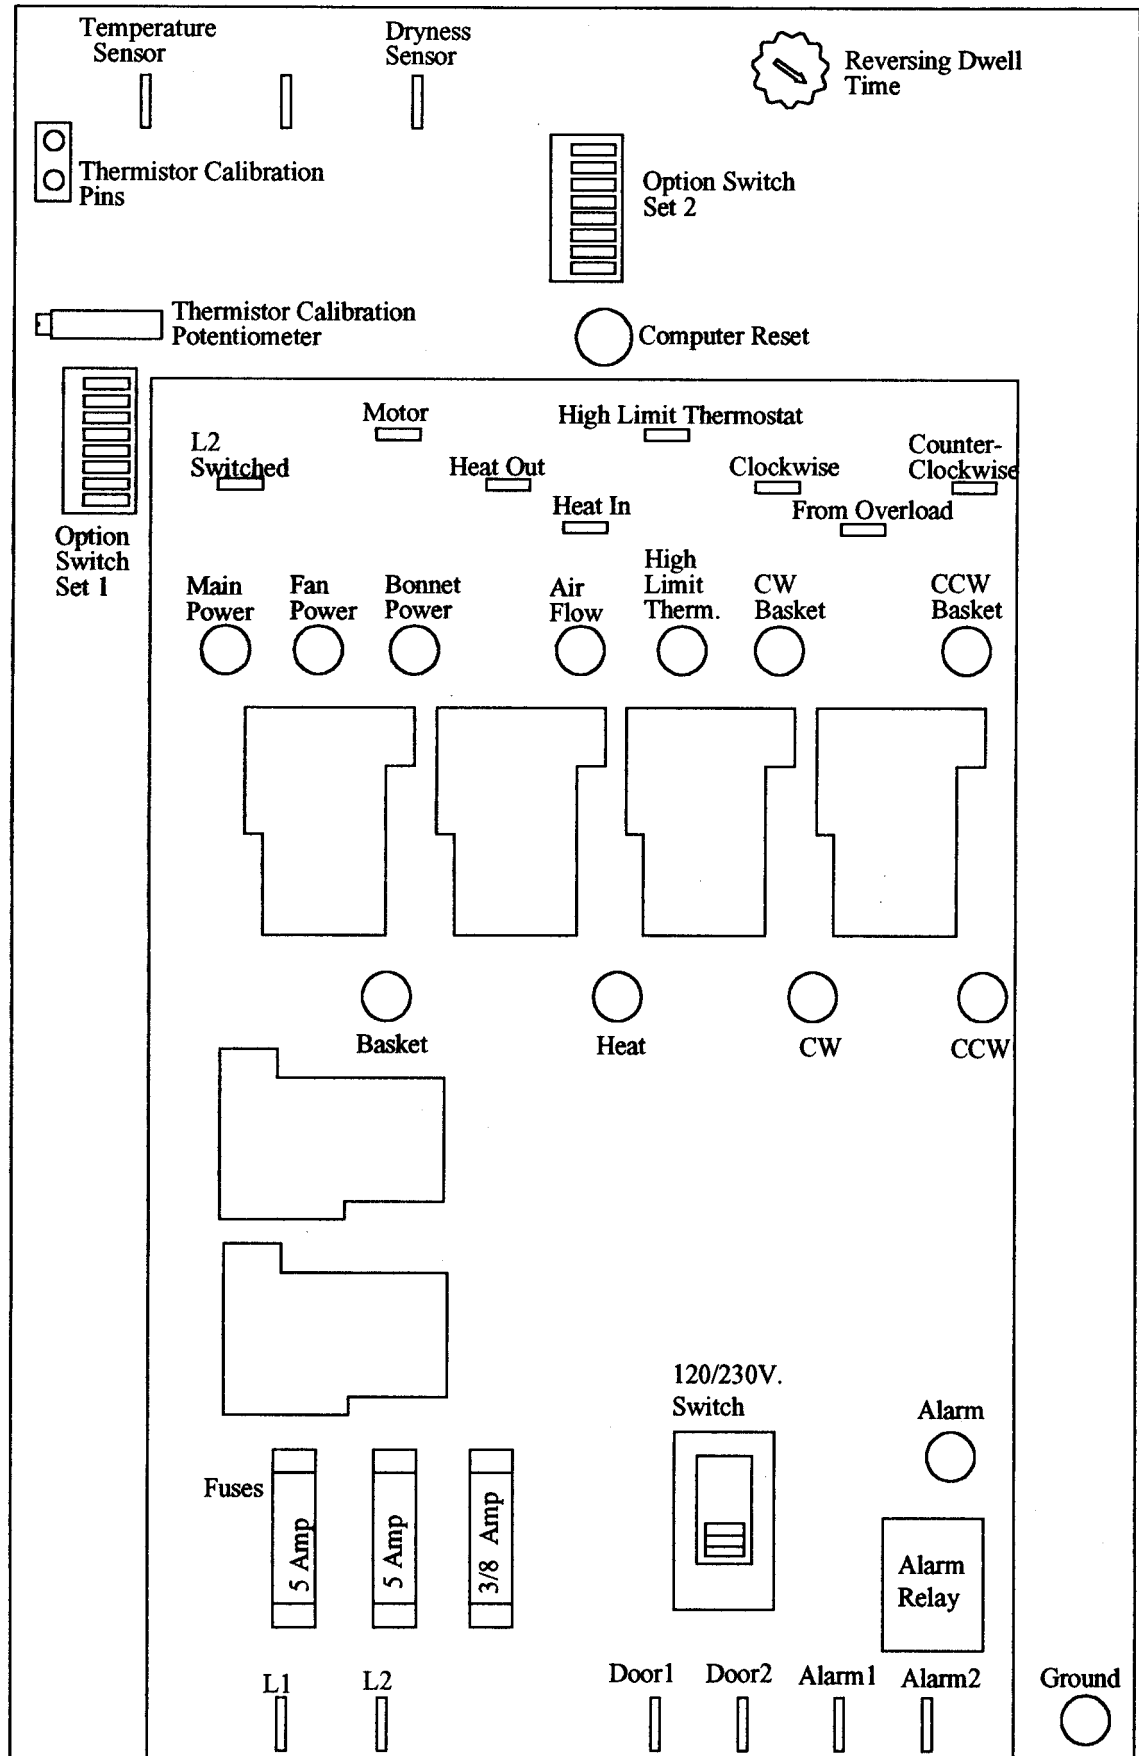 Temperature
Sensor
Dryness
Sensor
Reversing Dwell
Time
Thermistor Calibration
Pins
Option Switch
Set 2
Thermistor Calibration
Potentiometer
Computer Reset
Option
Switch
Set 1
L2
Switched
Motor
High Limit Thermostat
Heat Out
Clockwise
Counter-
Clockwise
Heat In
From Overload
Main
Power
Fan
Power
Bonnet
Power
Air
Flow
High
Limit
Therm.
CW
Basket
CCW
Basket
Basket
Heat
CW
CCW
120/230V.
Switch
Alarm
Fuses
5 Amp
5 Amp
3/8 Amp
Alarm
Relay
L1
L2
Door1
Door2
Alarm1
Alarm2
Ground